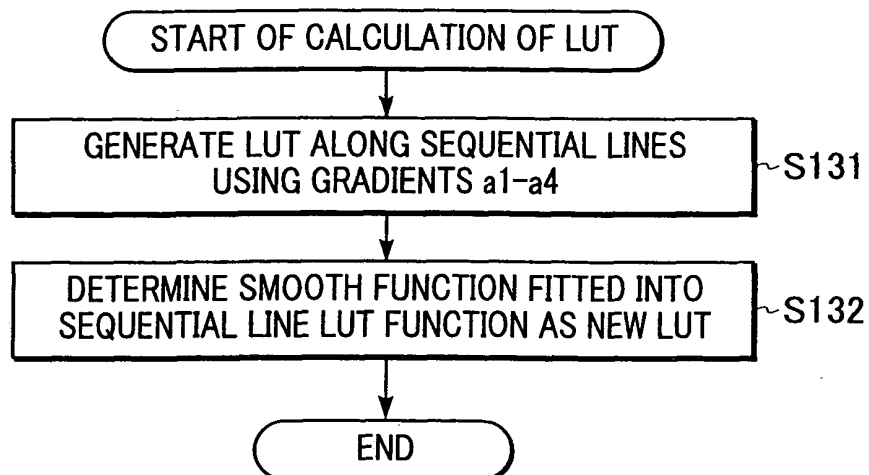 START OF CALCULATION OF LUT
GENERATE LUT ALONG SEQUENTIAL LINES
USING GRADIENTS a1-a4
S131
DETERMINE SMOOTH FUNCTION FITTED INTO
SEQUENTIAL LINE LUT FUNCTION AS NEW LUT
S132
END